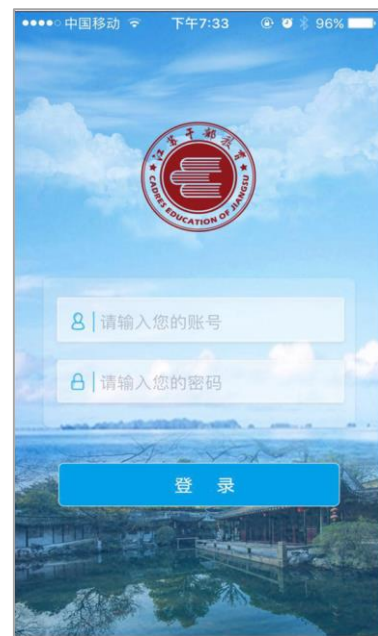 中国移动 下午7:33 96%
江苏干部教育
CADRES EDUCATION OF JIANGSU
请输入您的账号
请输入您的密码
登 录